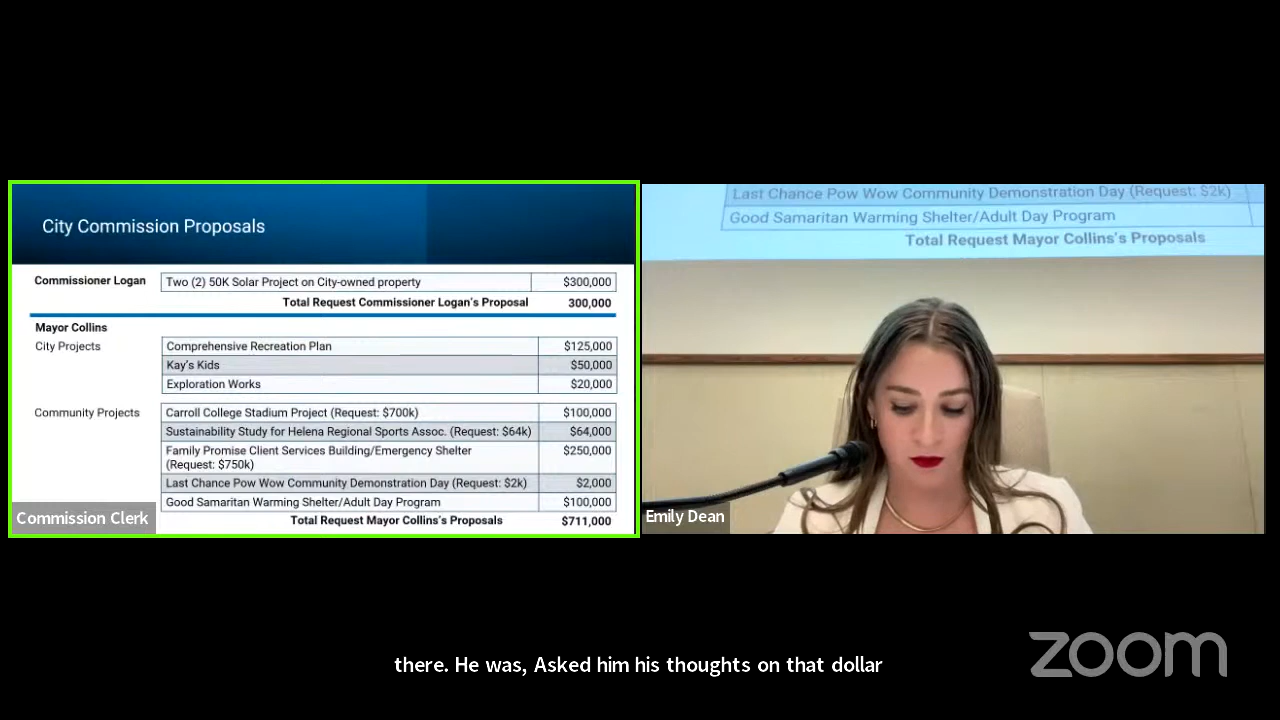 City Commission Proposals
Commissioner Logan
Two (2) 50K Solar Project on City-owned property $300,000
Total Request Commissioner Logan's Proposal 300,000
Mayor Collins
City Projects
Comprehensive Recreation Plan $125,000
Kay's Kids $50,000
Exploration Works $20,000
Community Projects
Carroll College Stadium Project (Request: $700k) $100,000
Sustainability Study for Helena Regional Sports Assoc. (Request: $64k) $64,000
Family Promise Client Services Building/Emergency Shelter $250,000
(Request: $750k)
Last Chance Pow Wow Community Demonstration Day (Request: $2k) $2,000
Good Samaritan Warming Shelter/Adult Day Program $100,000
Total Request Mayor Collins's Proposals $711,000
Commission Clerk
Last Chance Pow Wow Community Demonstration Day (Request: $2k)
Good Samaritan Warming Shelter/Adult Day Program
Total Request Mayor Collins's Proposals
Emily Dean
there. He was, Asked him his thoughts on that dollar
zoom